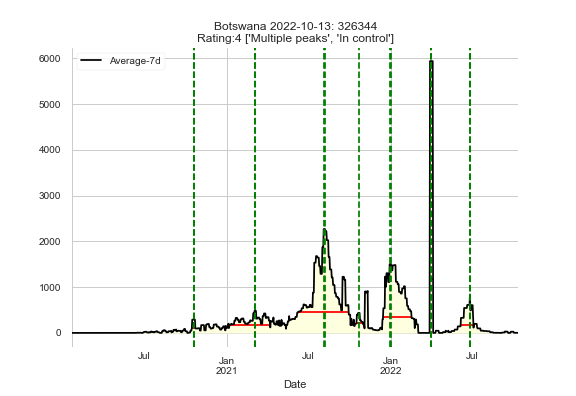 Botswana 2022-10-13: 326344
Rating:4 ['Multiple peaks', 'In control']
Average-7d
6000
5000
4000
3000
2000
1000
0
Jul
Jan
2021
Jul
Jan
2022
Jul
Date